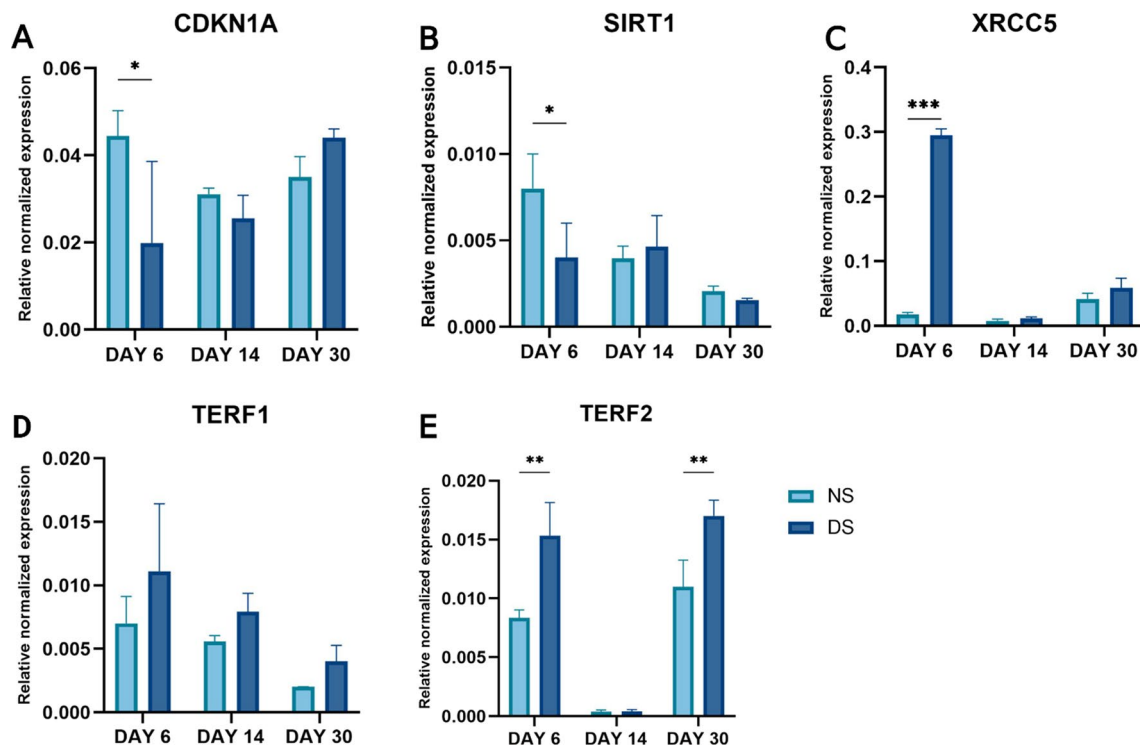 A
CDKN1A
Relative normalized expression
0.06
0.04
0.02
0.00
*
DAY 6
DAY 14
DAY 30
B
SIRT1
Relative normalized expression
0.015
0.010
0.005
0.000
*
DAY 6
DAY 14
DAY 30
C
XRCC5
Relative normalized expression
0.4
0.3
0.2
0.1
0.0
***
DAY 6
DAY 14
DAY 30
D
TERF1
Relative normalized expression
0.020
0.015
0.010
0.005
0.000
DAY 6
DAY 14
DAY 30
E
TERF2
Relative normalized expression
0.020
0.015
0.010
0.005
0.000
**
**
DAY 6
DAY 14
DAY 30
NS
DS